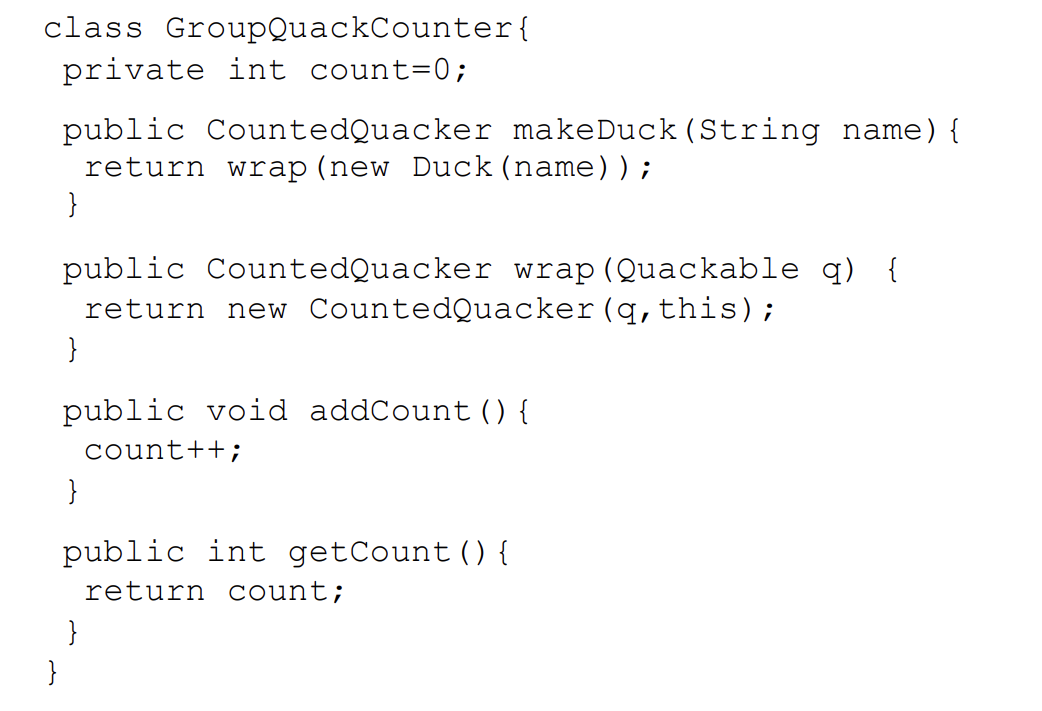 class GroupQuackCounter{
private int count=0;
public CountedQuacker makeDuck(String name){
return wrap(new Duck(name));
}
public CountedQuacker wrap(Quackable q) {
return new CountedQuacker(q,this);
}
public void addCount(){
count++;
}
public int getCount(){
return count;
}
}